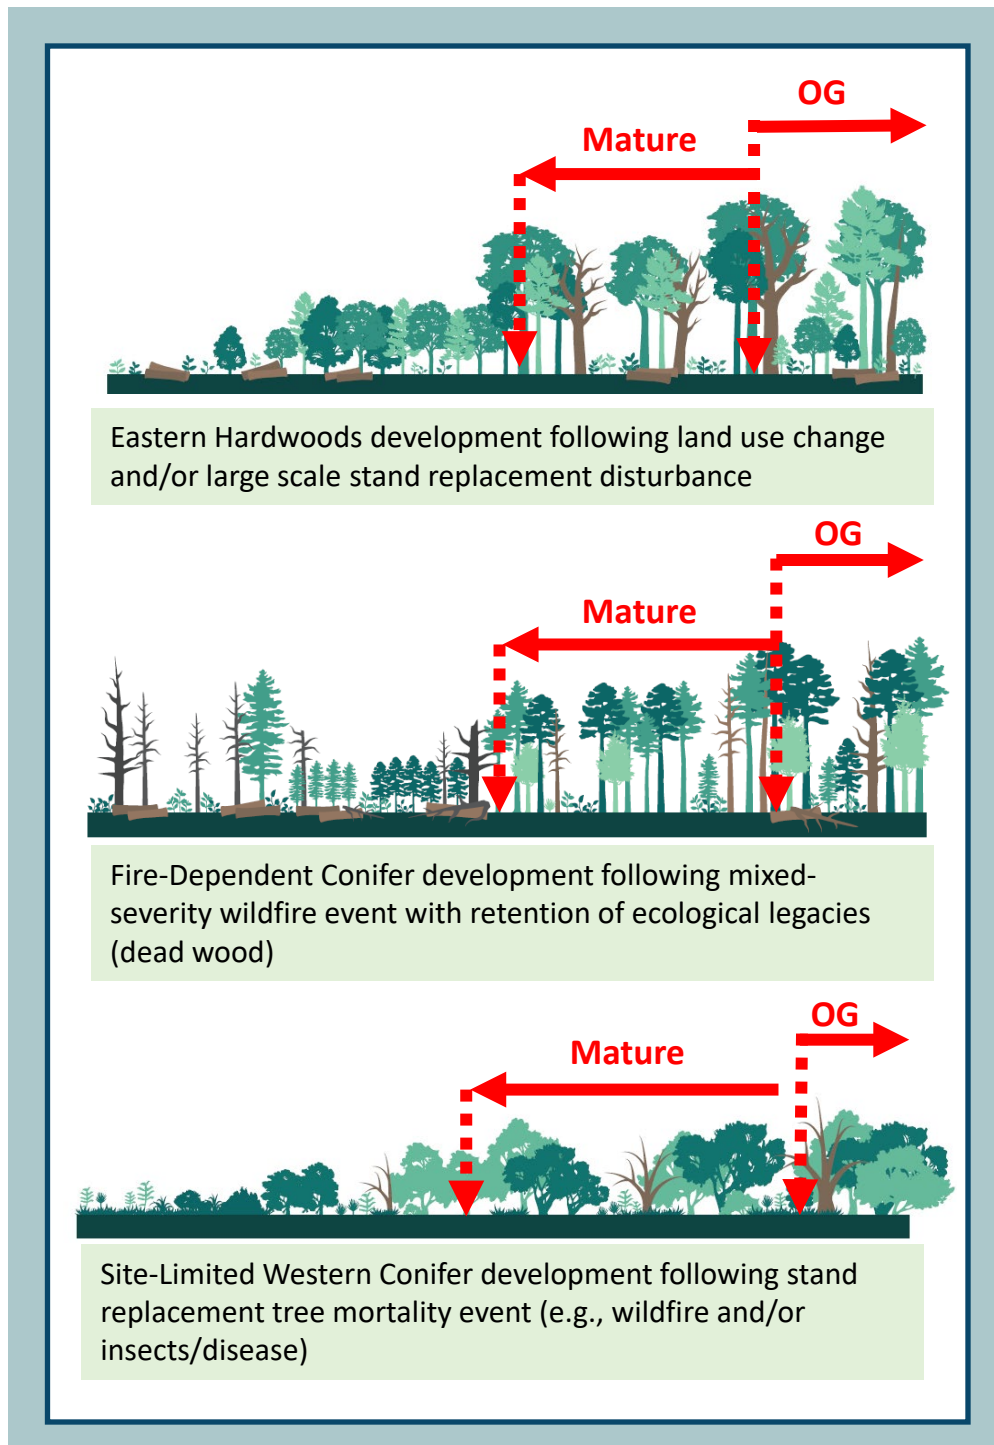 OG
Mature
Eastern Hardwoods development following land use change
and/or large scale stand replacement disturbance
OG
Mature
Fire-Dependent Conifer development following mixed-
severity wildfire event with retention of ecological legacies
(dead wood)
OG
Mature
Site-Limited Western Conifer development following stand
replacement tree mortality event (e.g., wildfire and/or
insects/disease)